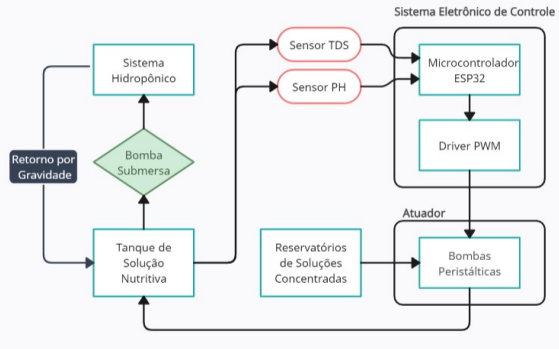 Sistema Eletrônico de Controle
Sensor TDS
Sistema
Hidropônico
Microcontrolador
ESP32
Sensor PH
Driver PWM
Bomba
Submersa
Retorno por
Gravidade
Atuador
Tanque de
Solução
Nutritiva
Reservatórios
de Soluções
Concentradas
Bombas
Peristálticas